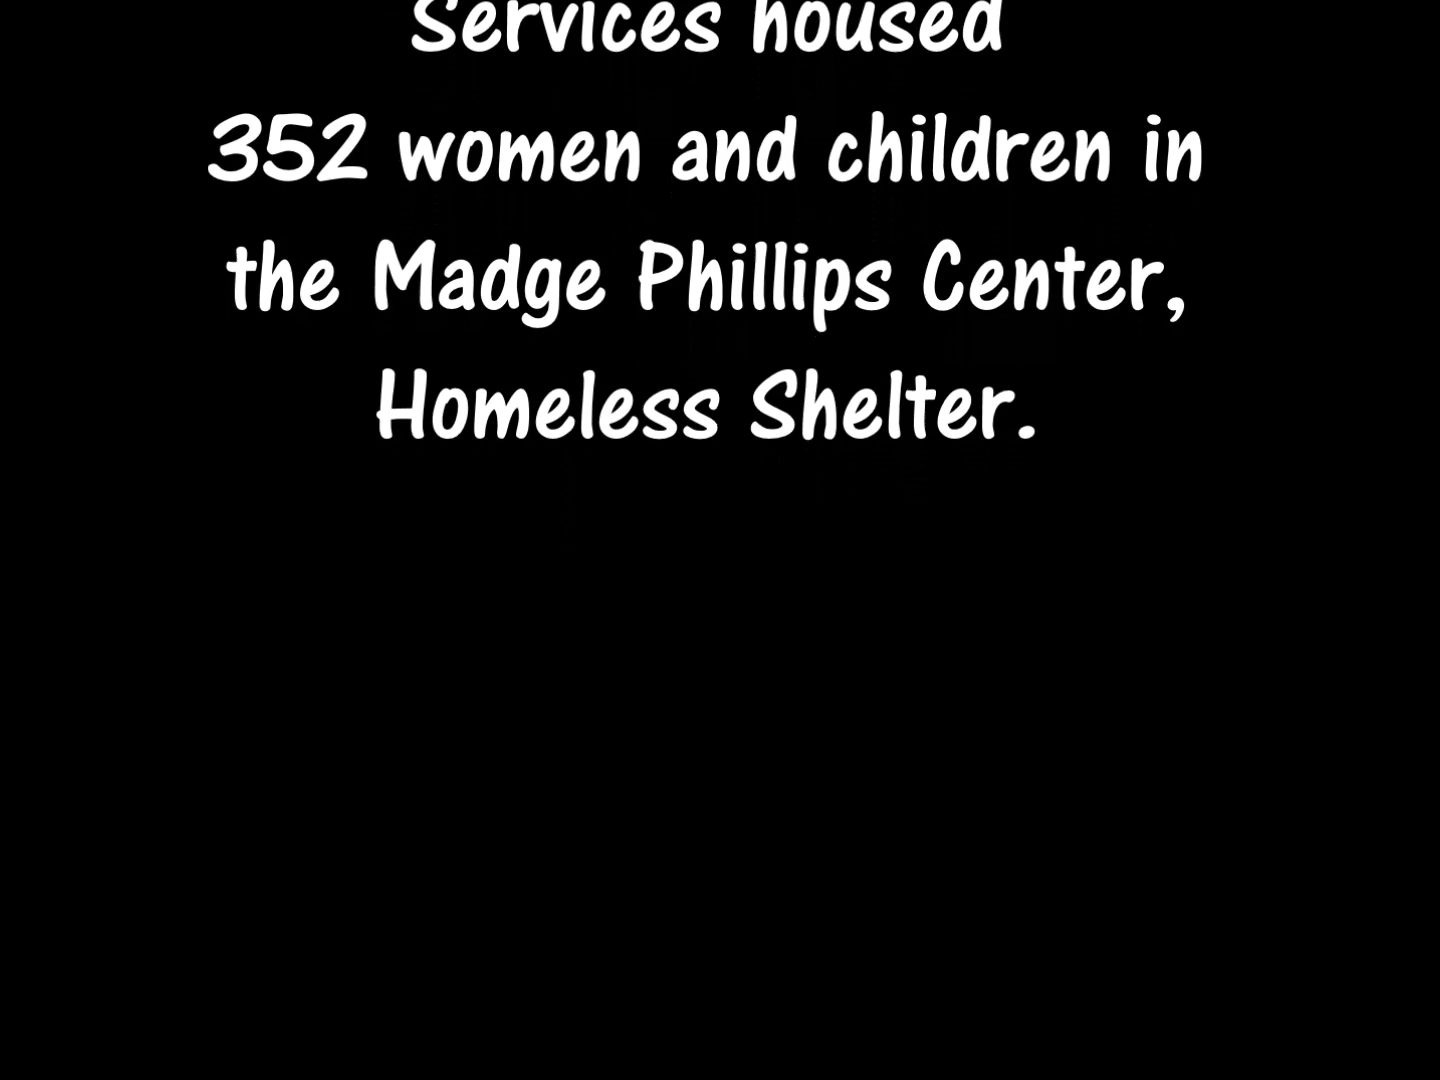 Services housed
352 women and children in
the Madge Phillips Center,
Homeless Shelter.